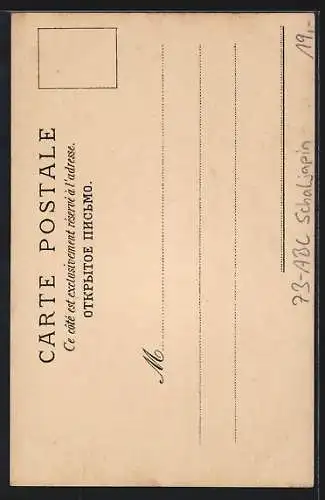 CARTE POSTALE
Ce côté est exclusivement réservé à l'adresse.
ОТКРЫТОЕ ПИСЬМО.
M
73-ABC Schaljapin
19,-